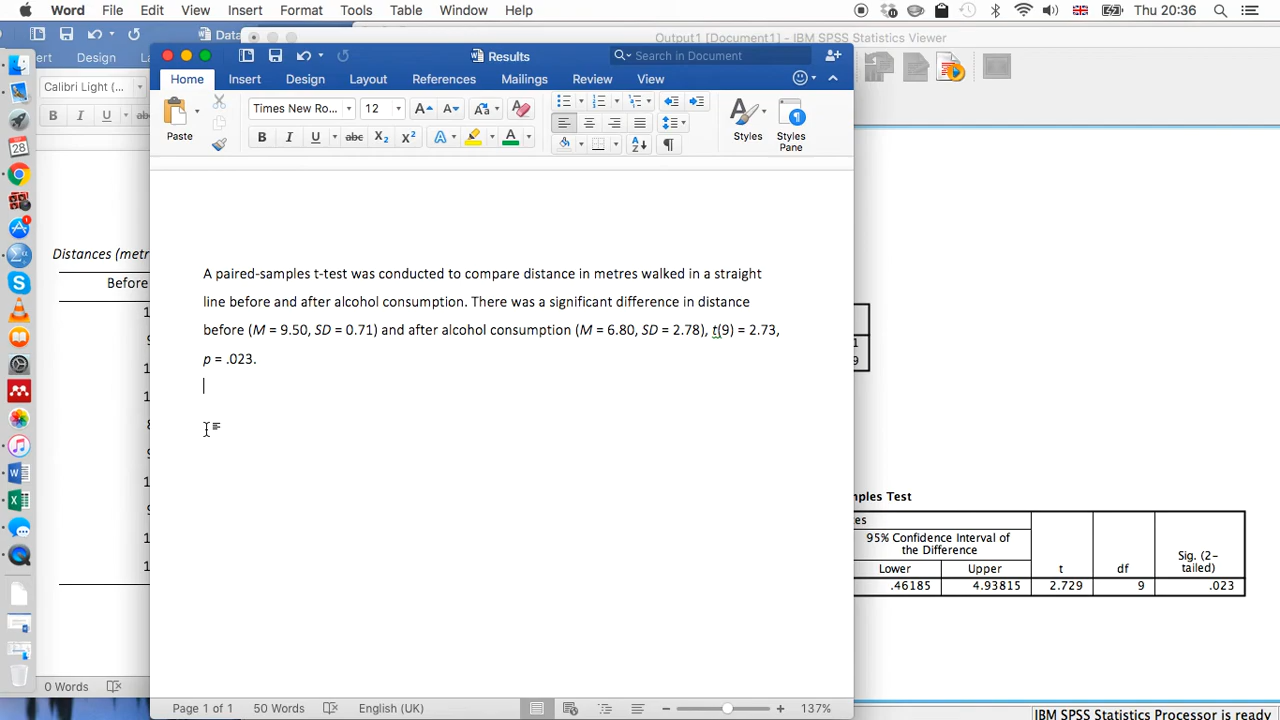 Word File Edit View Insert Format Tools Table Window Help
Thu 20:36
Data
Output1 [Document1] - IBM SPSS Statistics Viewer
Results
Search in Document
Design
Home Insert Design Layout References Mailings Review View
Calibri Light (...
Times New Ro... 12
Paste
Styles Styles Pane
B I U abc X₂ X² A A
B I U
A paired-samples t-test was conducted to compare distance in metres walked in a straight
line before and after alcohol consumption. There was a significant difference in distance
before (M = 9.50, SD = 0.71) and after alcohol consumption (M = 6.80, SD = 2.78), t(9) = 2.73,
p = .023.
Distances (metr
Before
95% Confidence Interval of
the Difference
Lower Upper t df Sig. (2-
tailed)
.46185 4.93815 2.729 9 .023
mples Test
0 Words
Page 1 of 1 50 Words English (UK) 137%
IBM SPSS Statistics Processor is ready